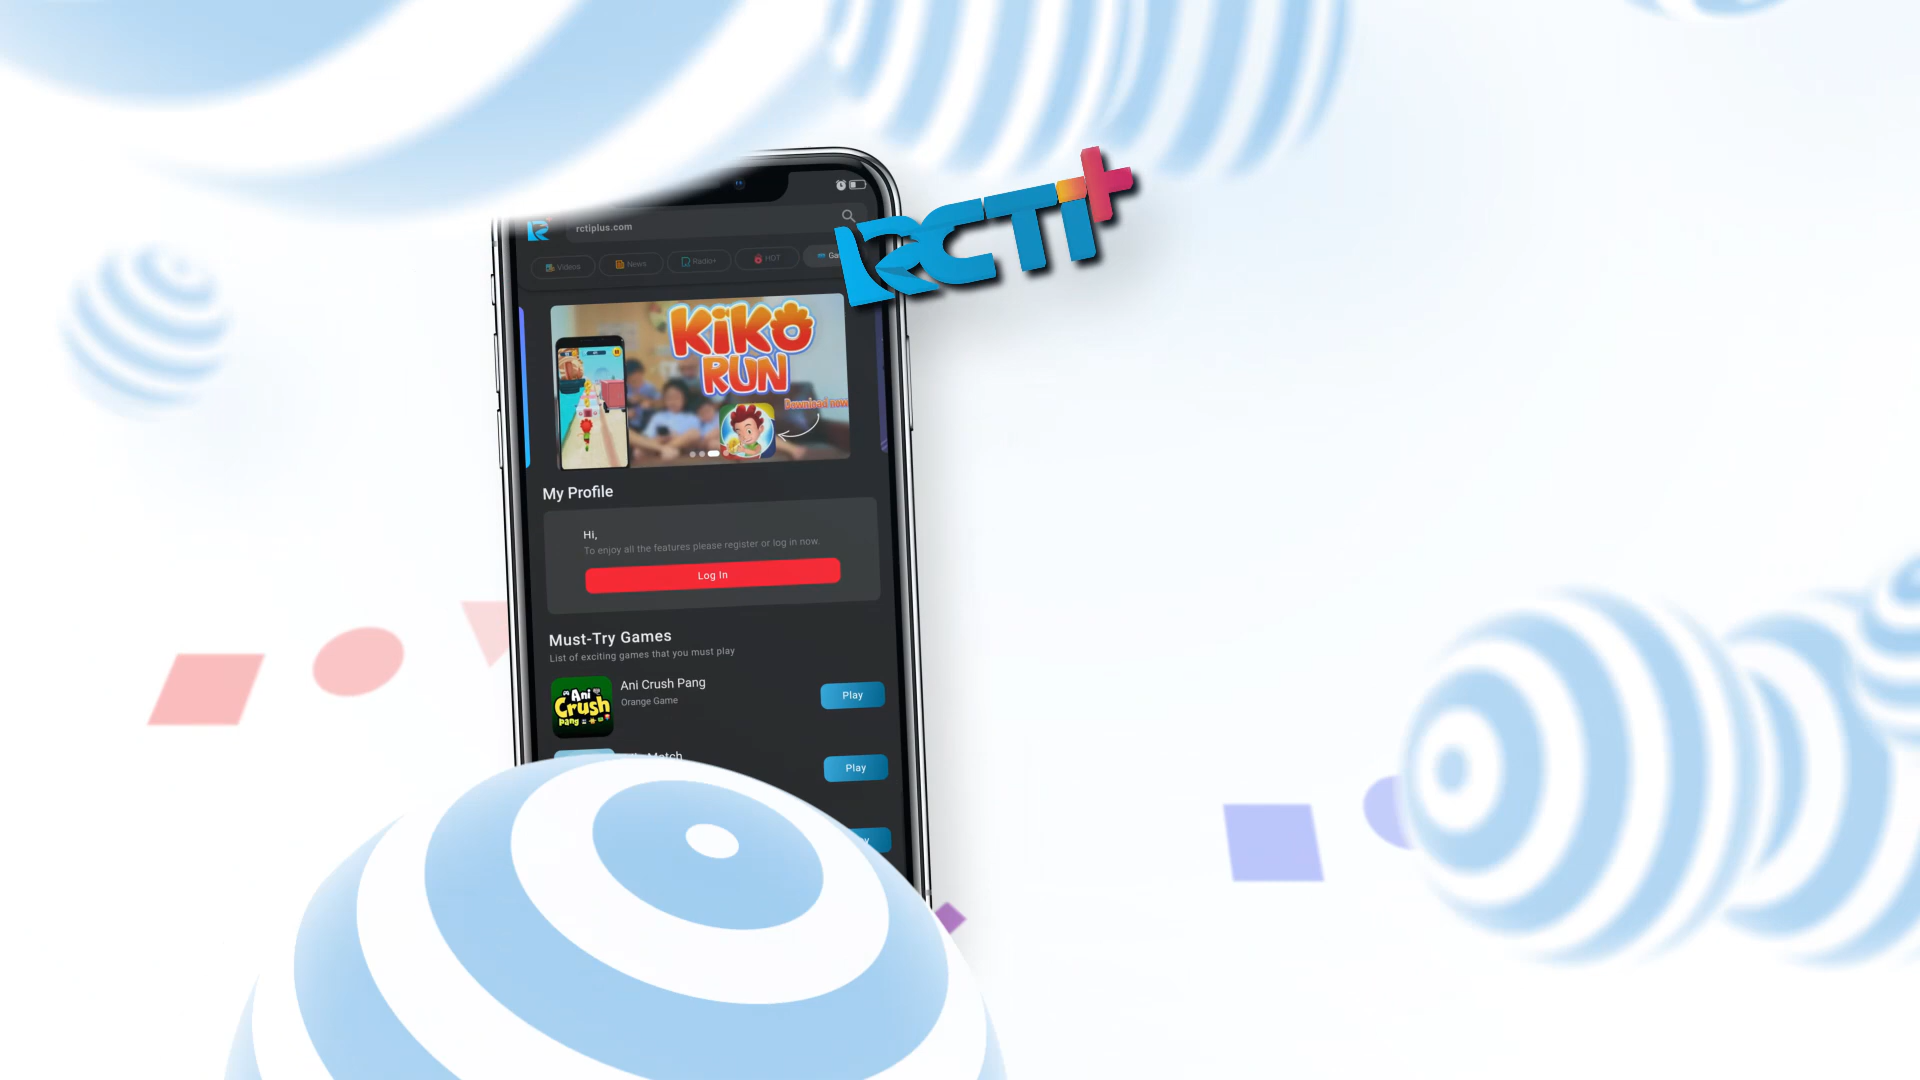 RCTI+
rctiplus.com
Videos
News
Radio+
HOT
KIKO
RUN
Download now
My Profile
Hi,
To enjoy all the features please register or log in now.
Log In
Must-Try Games
List of exciting games that you must play
Ani Crush Pang
Orange Game
Play
Ani
Crush
Pang
Match
Play